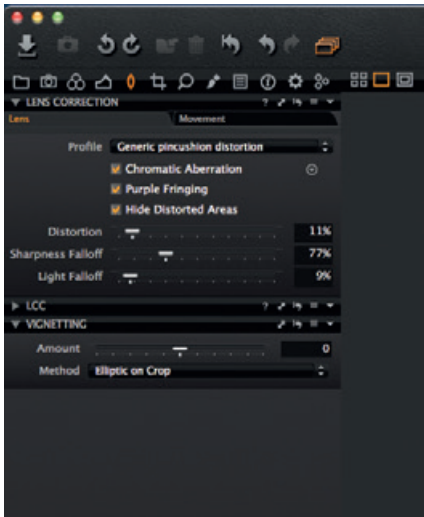 LENS CORRECTION ?
Lens Movement
Profile Generic pincushion distortion
Chromatic Aberration
Purple Fringing
Hide Distorted Areas
Distortion 11%
Sharpness Falloff 77%
Light Falloff 9%
LCC ?
VIGNETTING
Amount 0
Method Elliptic on Crop